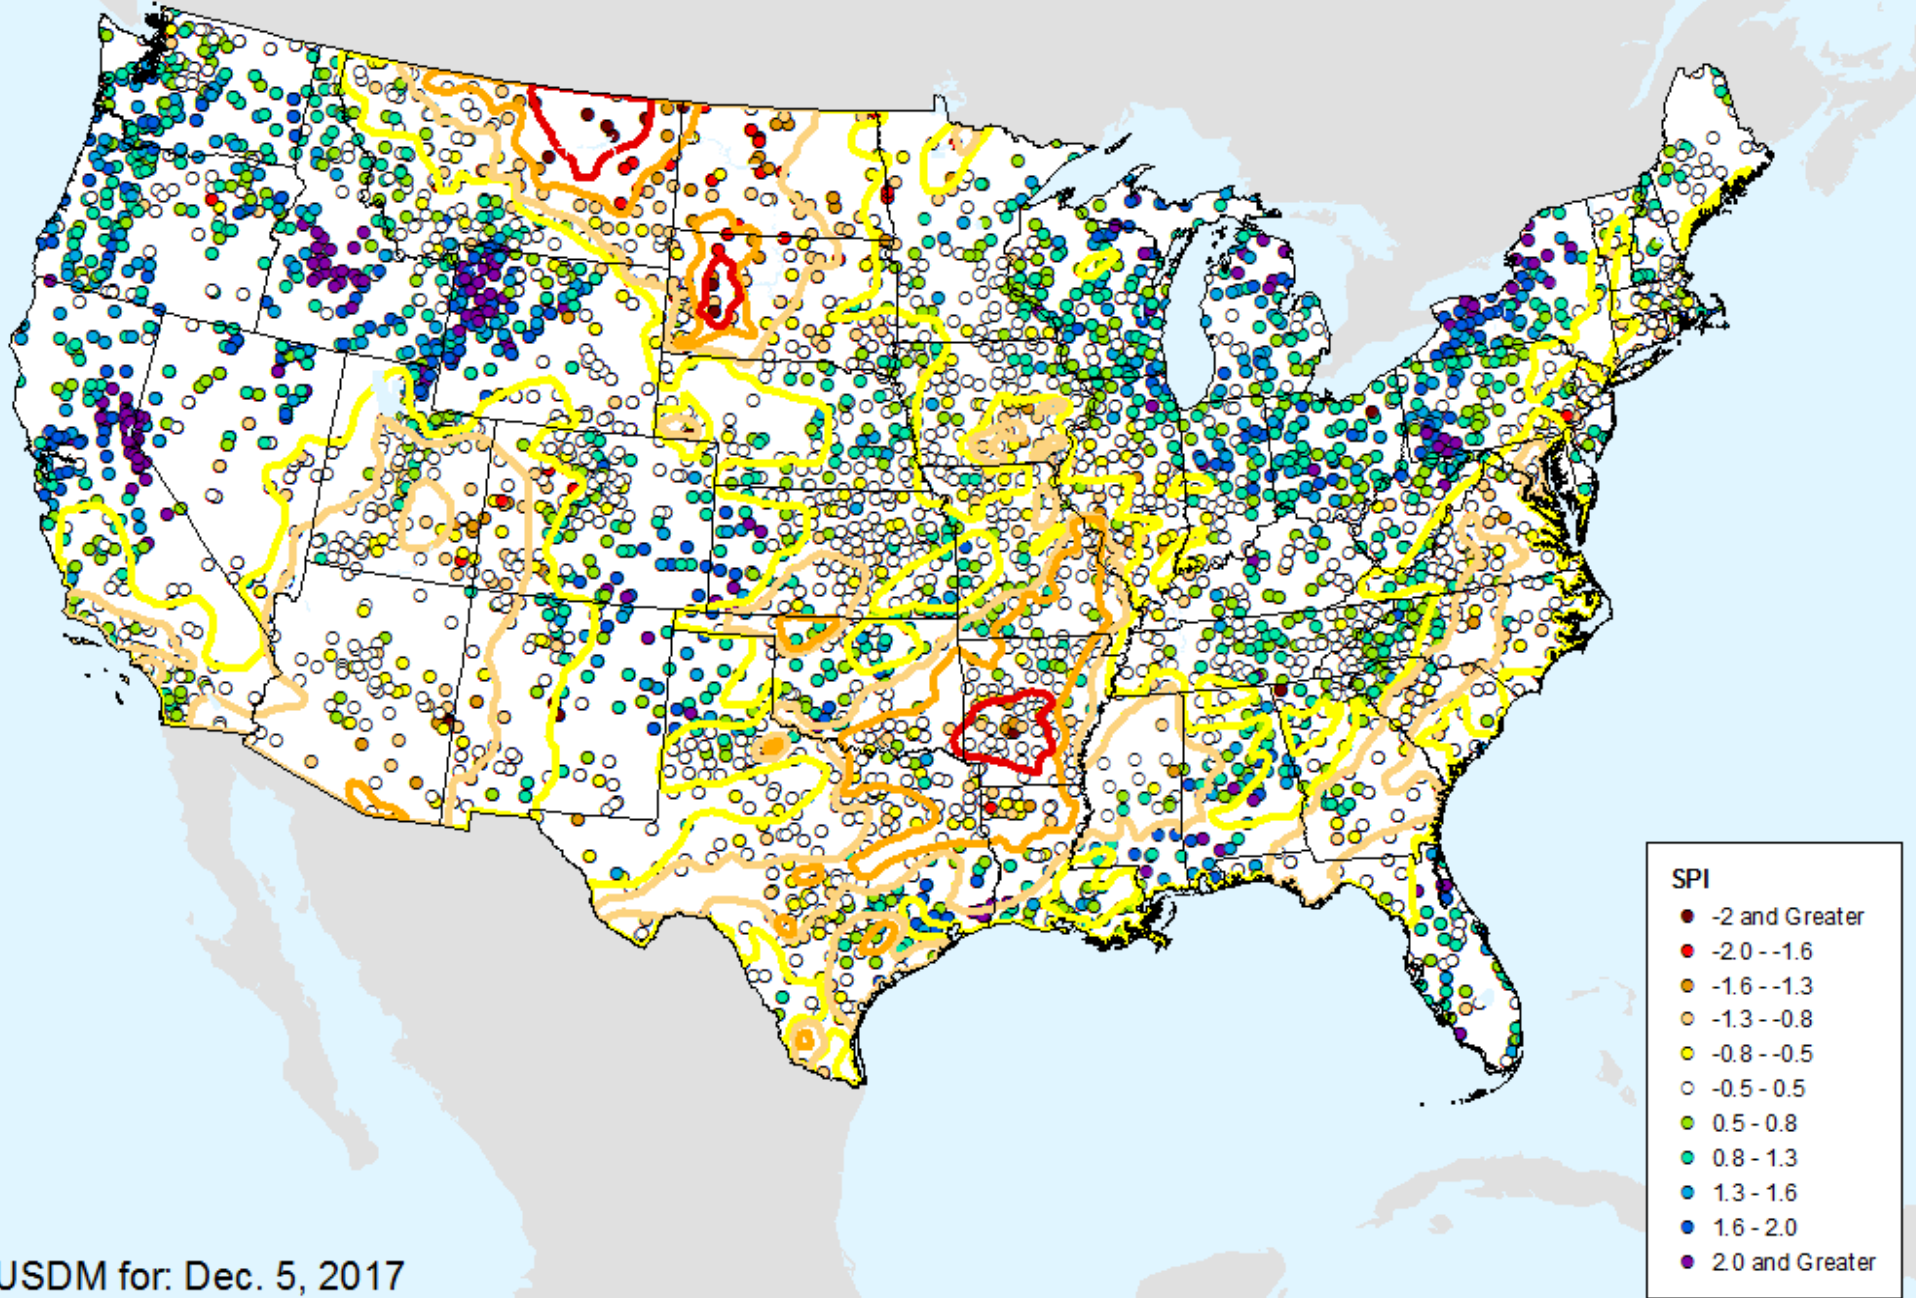 SPI
-2 and Greater
-2.0 - -1.6
-1.6 - -1.3
-1.3 - -0.8
-0.8 - -0.5
-0.5 - 0.5
0.5 - 0.8
0.8 - 1.3
1.3 - 1.6
1.6 - 2.0
2.0 and Greater
USDM for: Dec. 5, 2017